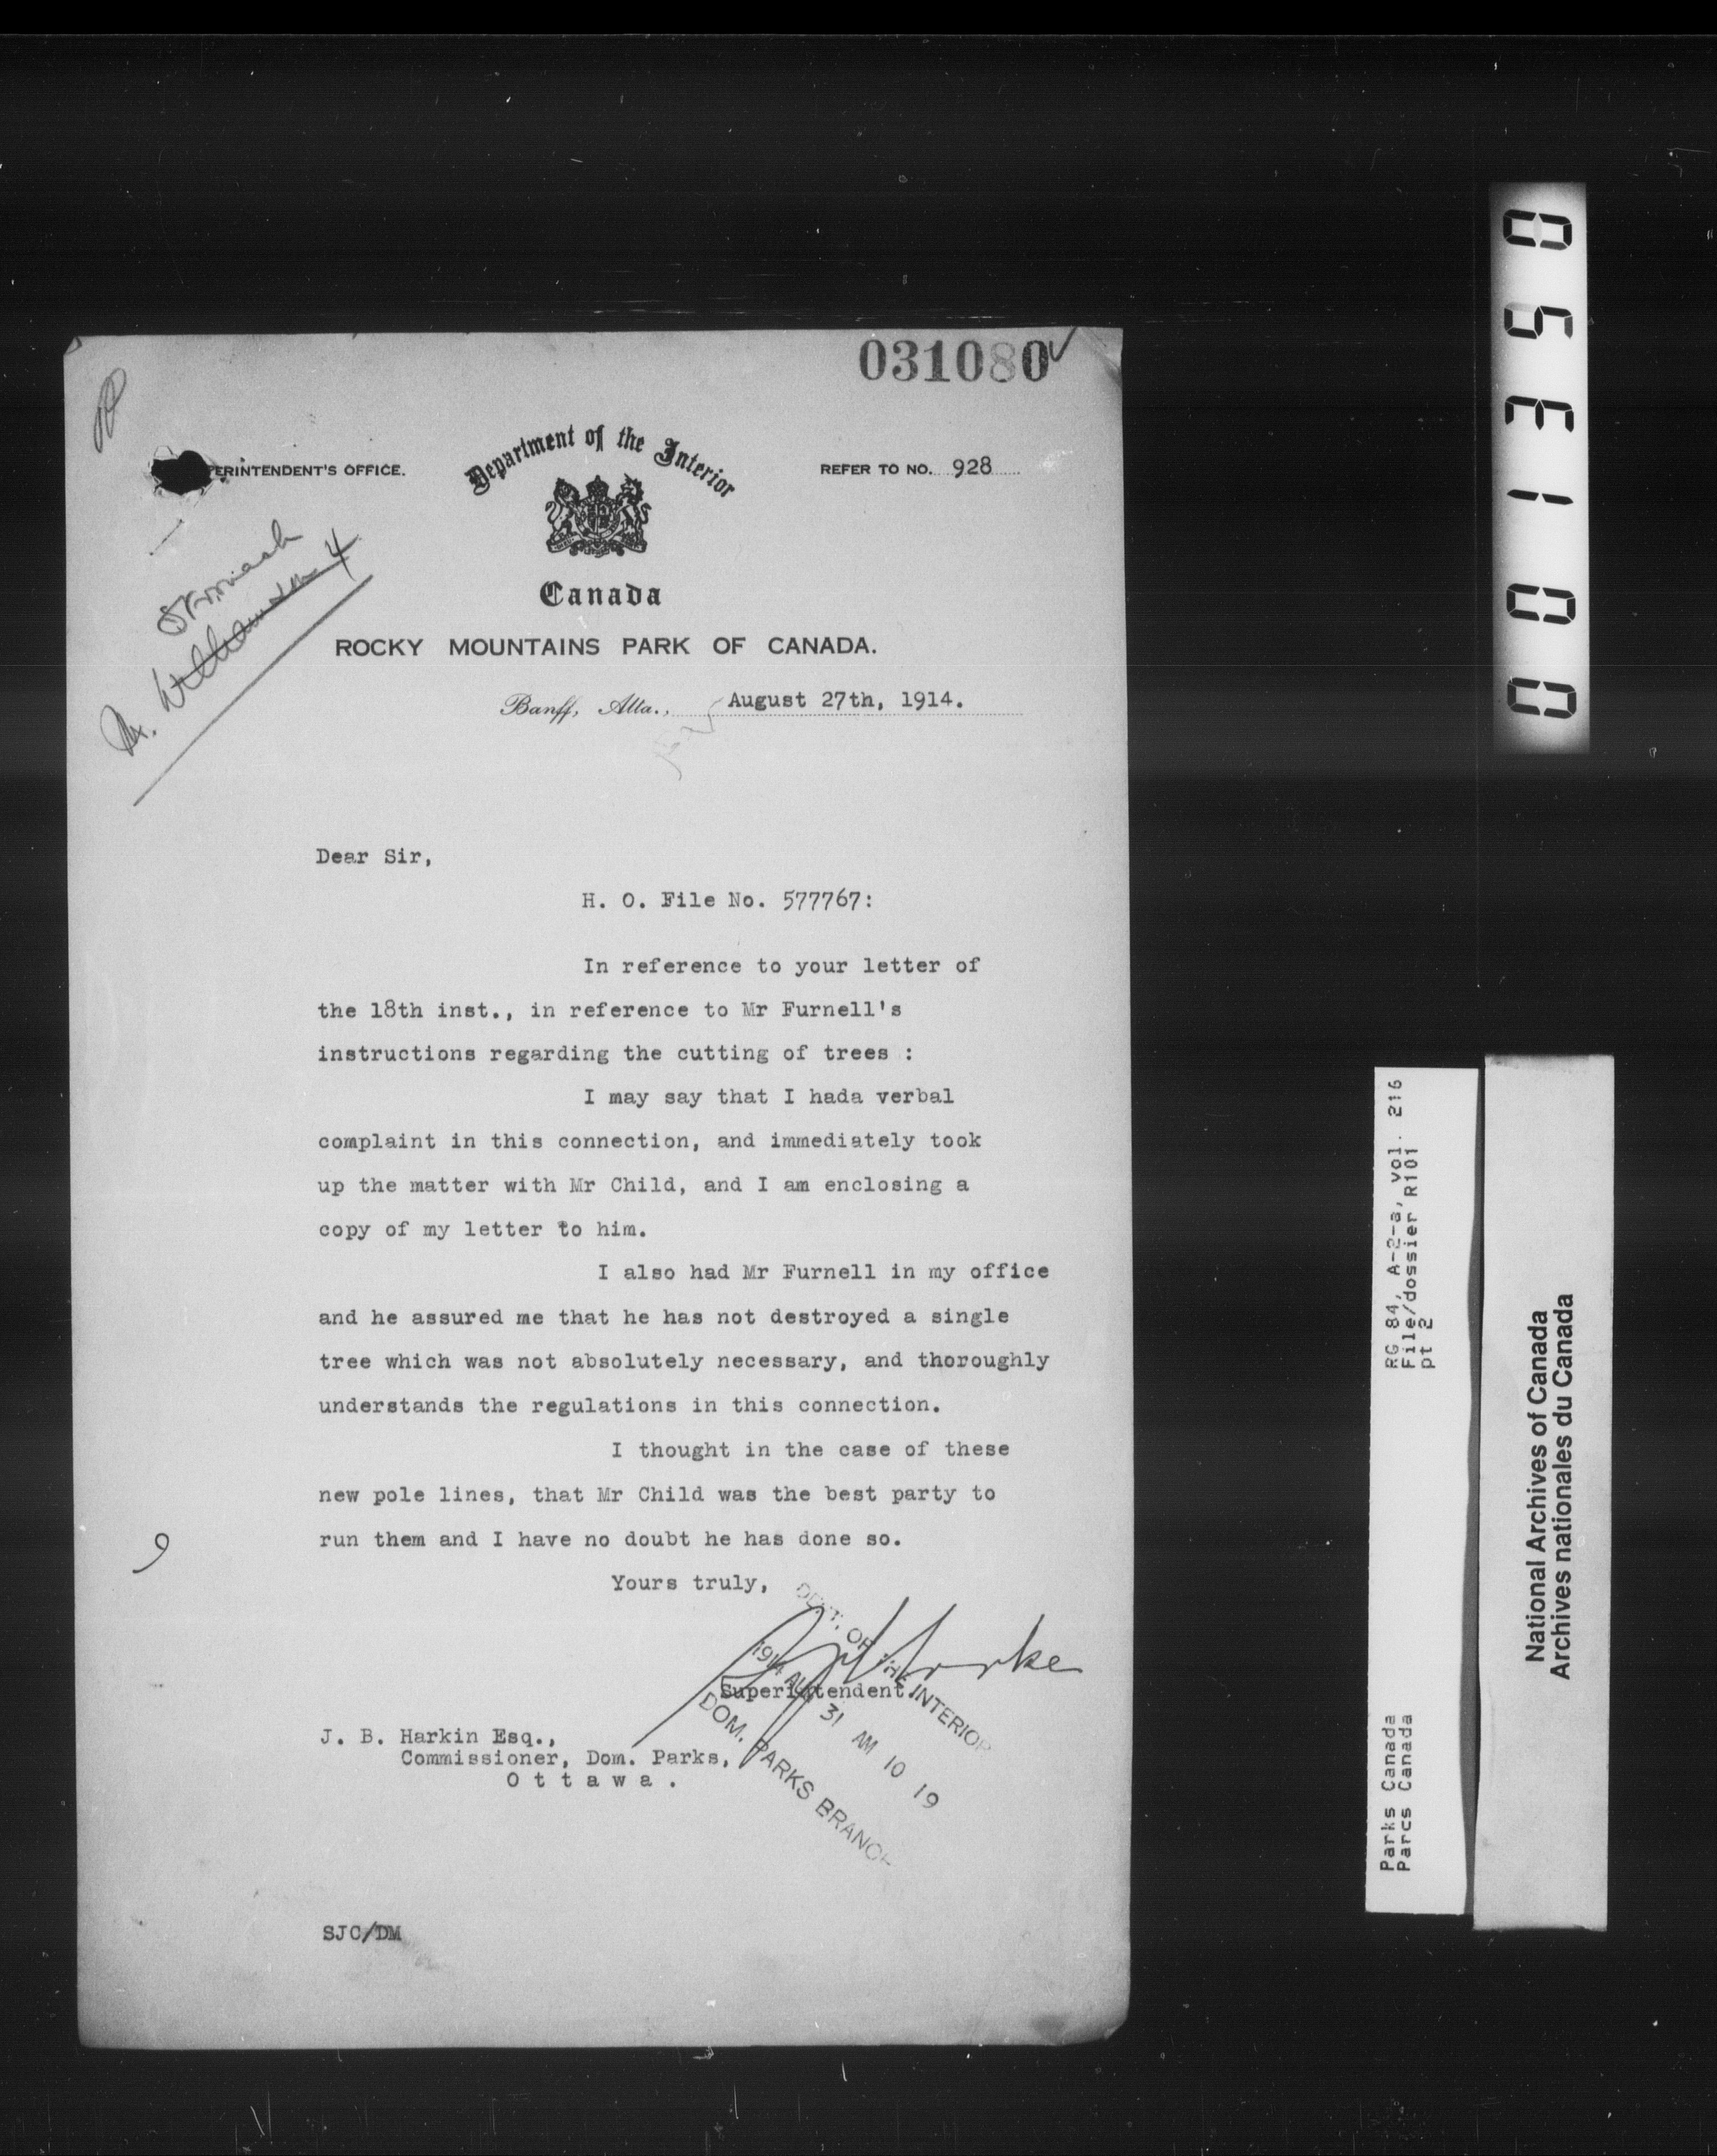 031080
PERINTENDENT'S OFFICE.
Department of the Interior
REFER TO NO. 928
Canada
ROCKY MOUNTAINS PARK OF CANADA.
Banff, Alta., August 27th, 1914.
Mr. Williamson
Dear Sir,
H. O. File No. 577767:
In reference to your letter of
the 18th inst., in reference to Mr Furnell's
instructions regarding the cutting of trees :
I may say that I hada verbal
complaint in this connection, and immediately took
up the matter with Mr Child, and I am enclosing a
copy of my letter to him.
I also had Mr Furnell in my office
and he assured me that he has not destroyed a single
tree which was not absolutely necessary, and thoroughly
understands the regulations in this connection.
I thought in the case of these
new pole lines, that Mr Child was the best party to
run them and I have no doubt he has done so.
Yours truly,
Superintendent.
DEPT. OF THE INTERIOR
1914 AUG 31 AM 10 19
DOM. PARKS BRANCH
J. B. Harkin Esq.,
Commissioner, Dom. Parks,
O t t a w a .
9
SJC/DM
001350
RG 84, A-2-a, vol. 216
File/dossier R101
pt 2
Parks Canada
Parcs Canada
National Archives of Canada
Archives nationales du Canada